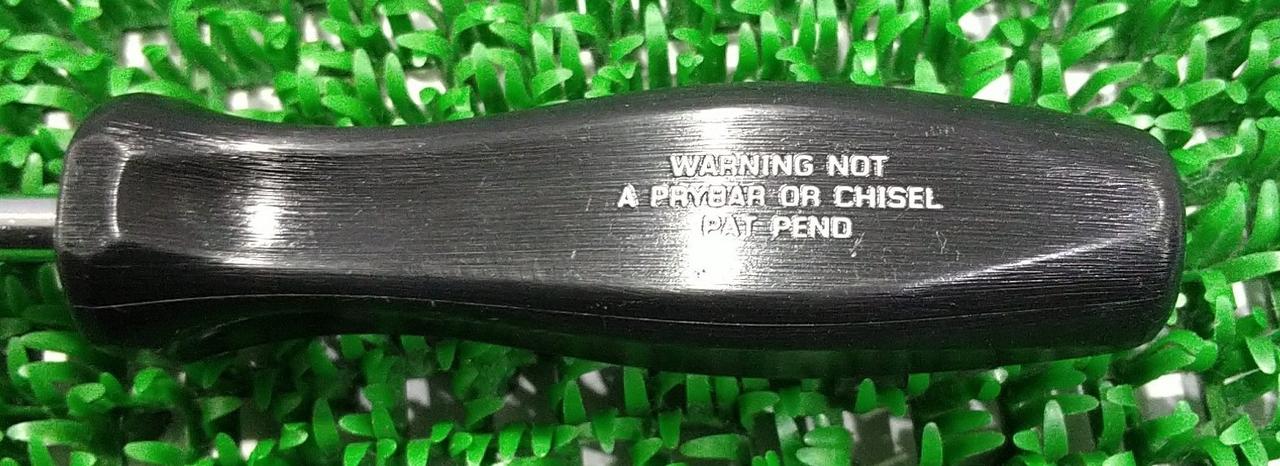 WARNING NOT
A PRYBAR OR CHISEL
PAT PEND